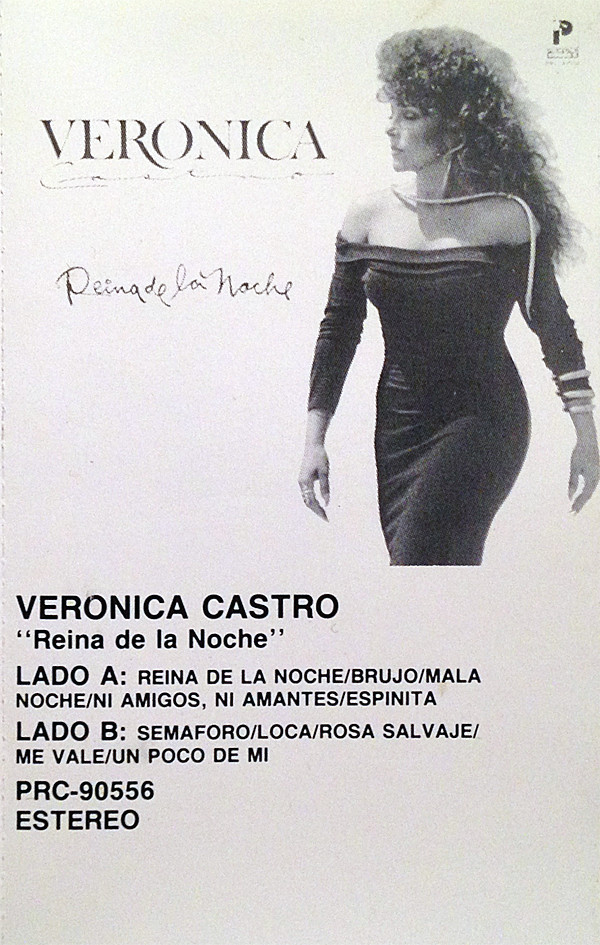 P
VERONICA
castro
Reina de la Noche
VERONICA CASTRO
‘‘Reina de la Noche’’
LADO A: REINA DE LA NOCHE/BRUJO/MALA
NOCHE/NI AMIGOS, NI AMANTES/ESPINITA
LADO B: SEMAFORO/LOCA/ROSA SALVAJE/
ME VALE/UN POCO DE MI
PRC-90556
ESTEREO